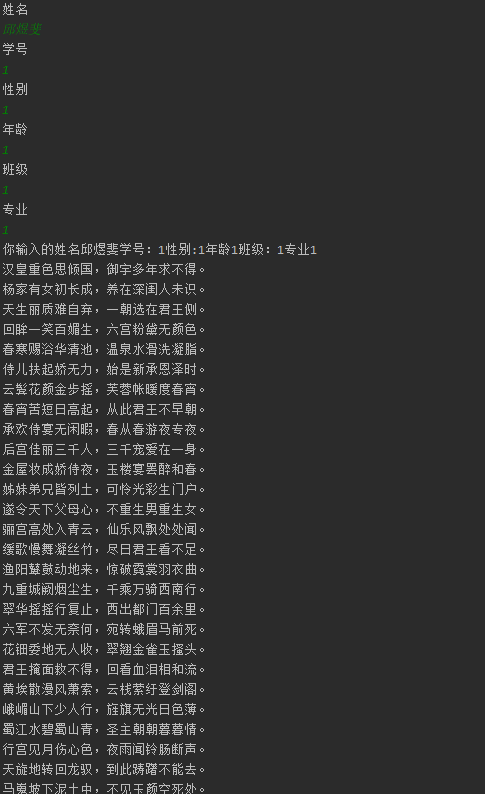 姓名
邱煜斐
学号
1
性别
1
年龄
1
班级
1
专业
1
你输入的姓名邱煜斐学号：1性别:1年龄1班级：1专业1
汉皇重色思倾国，御宇多年求不得。
杨家有女初长成，养在深闺人未识。
天生丽质难自弃，一朝选在君王侧。
回眸一笑百媚生，六宫粉黛无颜色。
春寒赐浴华清池，温泉水滑洗凝脂。
侍儿扶起娇无力，始是新承恩泽时。
云鬓花颜金步摇，芙蓉帐暖度春宵。
春宵苦短日高起，从此君王不早朝。
承欢侍宴无闲暇，春从春游夜专夜。
后宫佳丽三千人，三千宠爱在一身。
金屋妆成娇侍夜，玉楼宴罢醉和春。
姊妹弟兄皆列土，可怜光彩生门户。
遂令天下父母心，不重生男重生女。
骊宫高处入青云，仙乐风飘处处闻。
缓歌慢舞凝丝竹，尽日君王看不足。
渔阳鼙鼓动地来，惊破霓裳羽衣曲。
九重城阙烟尘生，千乘万骑西南行。
翠华摇摇行复止，西出都门百余里。
六军不发无奈何，宛转蛾眉马前死。
花钿委地无人收，翠翘金雀玉搔头。
君王掩面救不得，回看血泪相和流。
黄埃散漫风萧索，云栈萦纡登剑阁。
峨嵋山下少人行，旌旗无光日色薄。
蜀江水碧蜀山青，圣主朝朝暮暮情。
行宫见月伤心色，夜雨闻铃肠断声。
天旋地转回龙驭，到此踌躇不能去。
马嵬坡下泥土中，不见玉颜空死处。